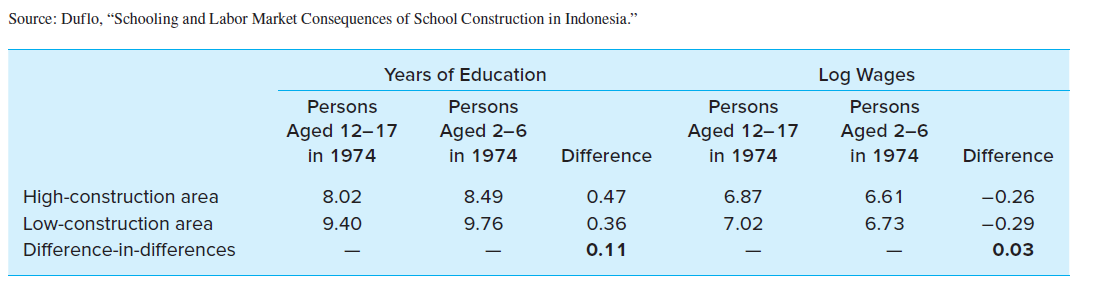 Source: Duflo, “Schooling and Labor Market Consequences of School Construction in Indonesia.”
Years of Education Log Wages
Persons Persons Persons Persons
Aged 12–17 Aged 2–6 Aged 12–17 Aged 2–6
in 1974 in 1974 Difference in 1974 in 1974 Difference
High-construction area 8.02 8.49 0.47 6.87 6.61 −0.26
Low-construction area 9.40 9.76 0.36 7.02 6.73 −0.29
Difference-in-differences — — 0.11 — — 0.03